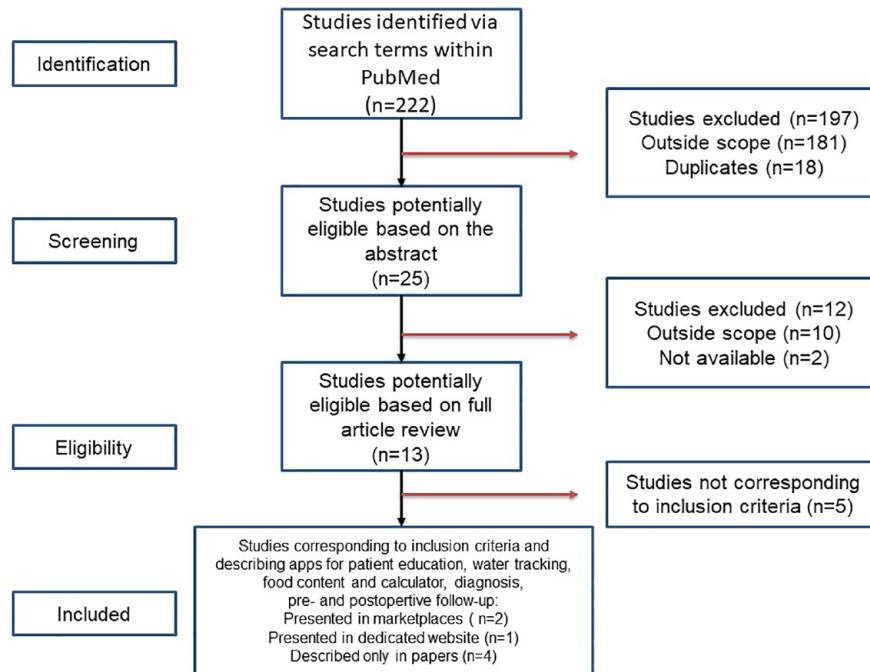 Identification
Studies identified via
search terms within
PubMed
(n=222)
Studies excluded (n=197)
Outside scope (n=181)
Duplicates (n=18)
Screening
Studies potentially
eligible based on the
abstract
(n=25)
Studies excluded (n=12)
Outside scope (n=10)
Not available (n=2)
Eligibility
Studies potentially
eligible based on full
article review
(n=13)
Studies not corresponding
to inclusion criteria (n=5)
Included
Studies corresponding to inclusion criteria and
describing apps for patient education, water tracking,
food content and calculator, diagnosis,
pre- and postopertive follow-up:
Presented in marketplaces ( n=2)
Presented in dedicated website (n=1)
Described only in papers (n=4)